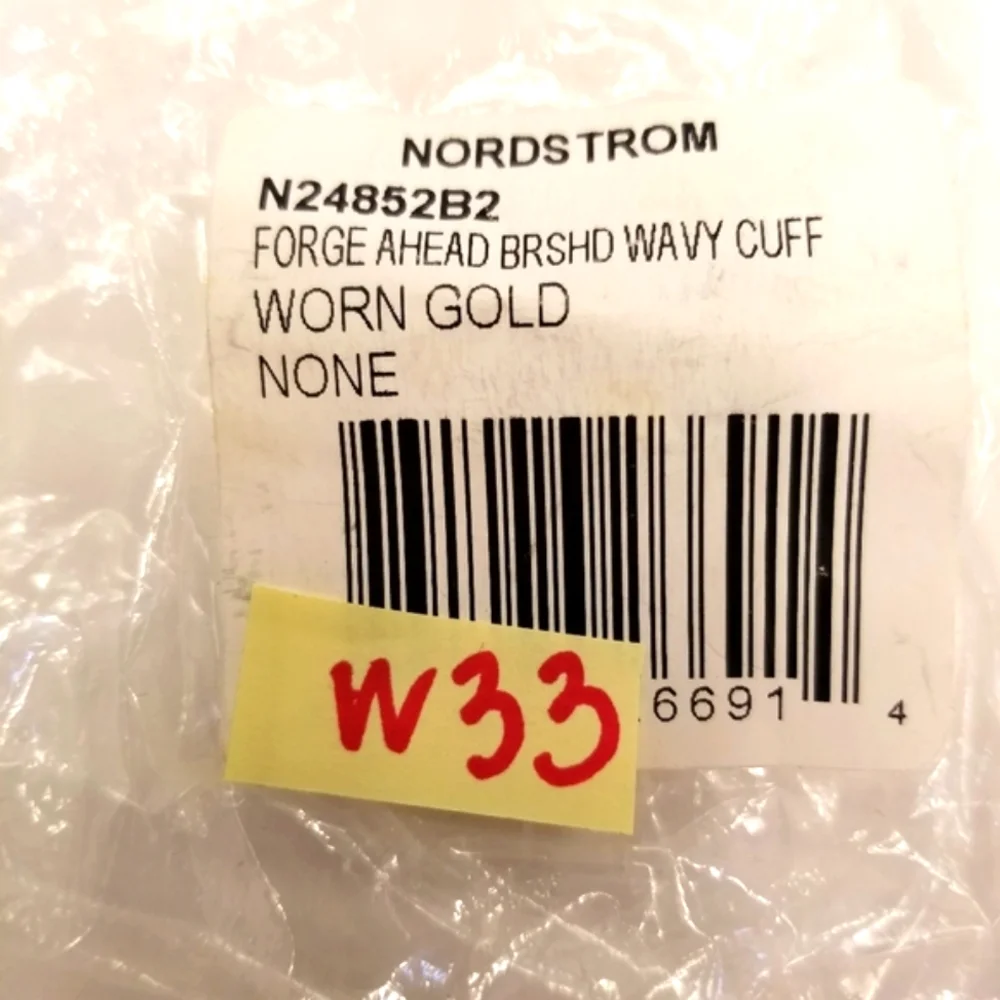 NORDSTROM
N24852B2
FORGE AHEAD BRSHD WAVY CUFF
WORN GOLD
NONE
W33
6691 4